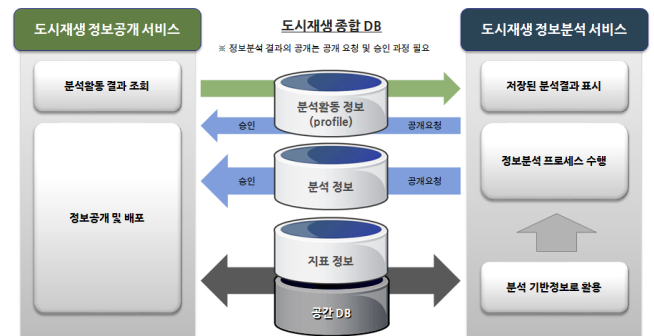 도시재생 정보공개 서비스
도시재생 종합 DB
※ 정보분석 결과의 공개는 공개 요청 및 승인 과정 필요
도시재생 정보분석 서비스
분석활동 결과 조회
분석활동 정보
(profile)
저장된 분석결과 표시
승인
공개요청
정보분석 프로세스 수행
승인
분석 정보
공개요청
정보공개 및 배포
지표 정보
분석 기반정보로 활용
공간 DB